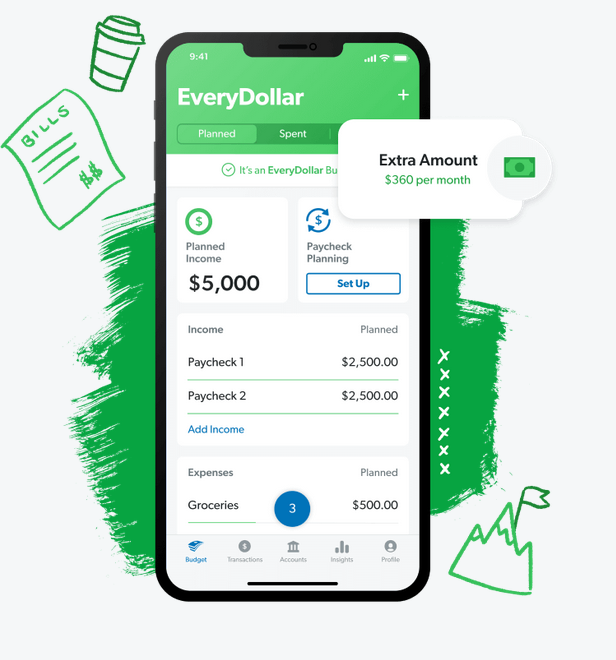 BILLS
$$
9:41
EveryDollar
+
Planned
Spent
It's an EveryDollar Bu
Extra Amount
$360 per month
$
Planned
Income
$5,000
$
Paycheck
Planning
Set Up
Income
Planned
Paycheck 1
$2,500.00
Paycheck 2
$2,500.00
Add Income
Expenses
Planned
Groceries
3
$500.00
Budget
$
Transactions
Accounts
Insights
Profile